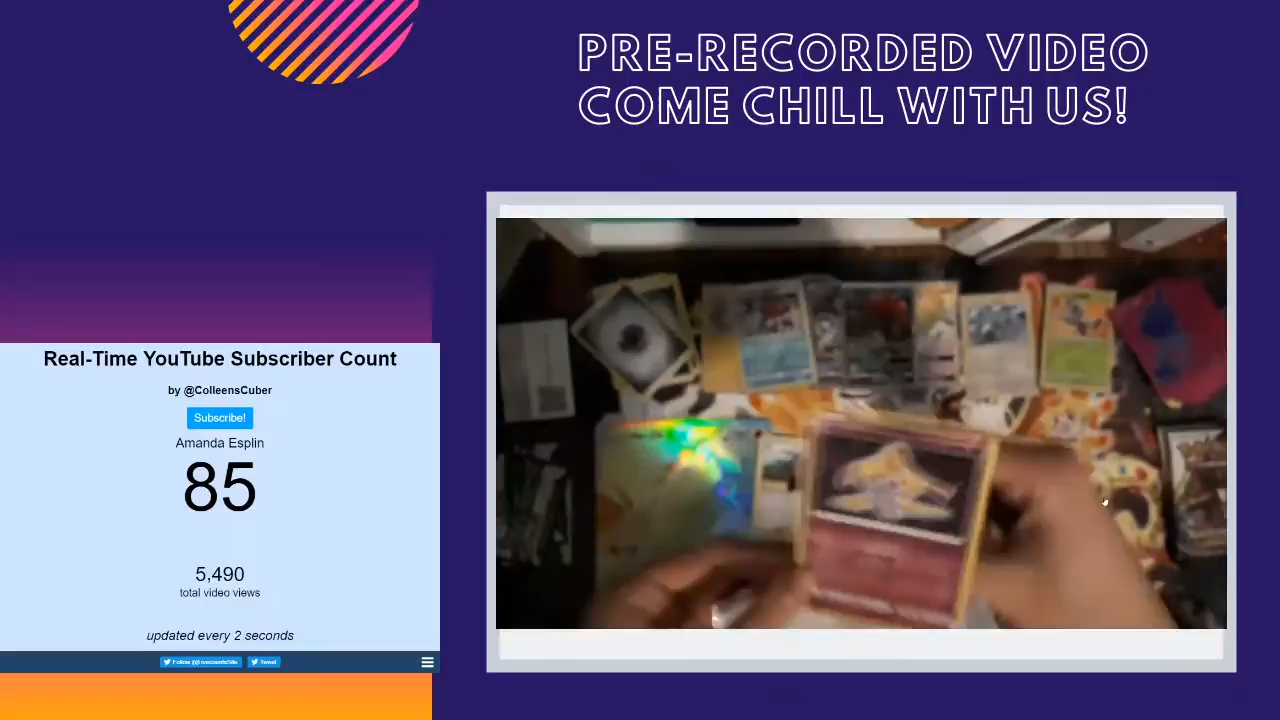 PRE-RECORDED VIDEO
COME CHILL WITH US!
Real-Time YouTube Subscriber Count
by @ColleensCuber
Subscribe!
Amanda Esplin
85
5,490
total video views
updated every 2 seconds
Tweet